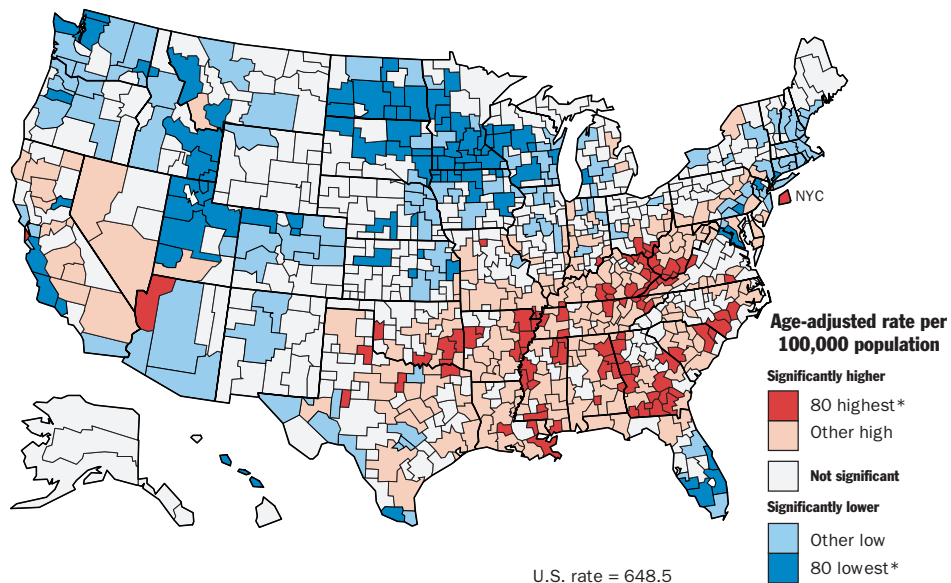 NYC
Age-adjusted rate per
100,000 population
Significantly higher
80 highest*
Other high
Not significant
Significantly lower
Other low
80 lowest*
U.S. rate = 648.5